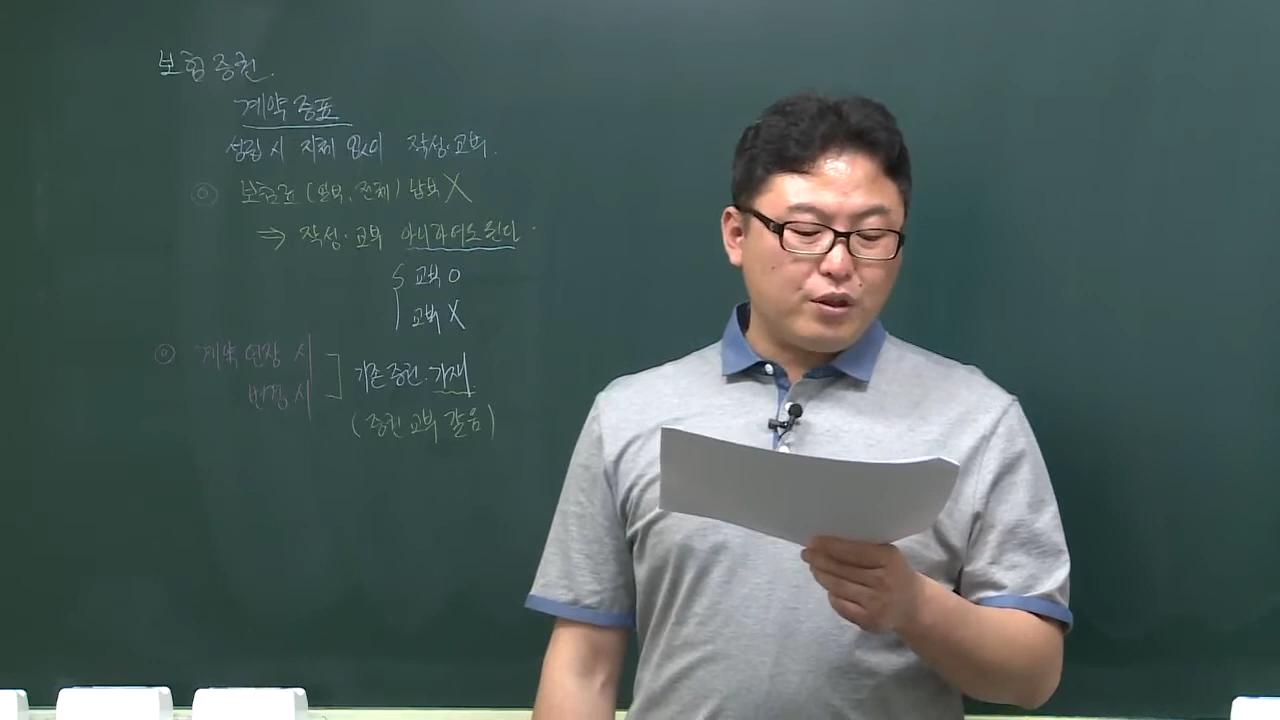 보험증권.
계약증표
성립 시 지체 없이 작성·교부.
◎ 보험료 (일부, 전체) 납부 X
⇒ 작성·교부 아니하더도 된다.
교부 O
교부 X
◎ 계약 연장 시
변경 시
기존증권. 기재.
(증권 교부 갈음)